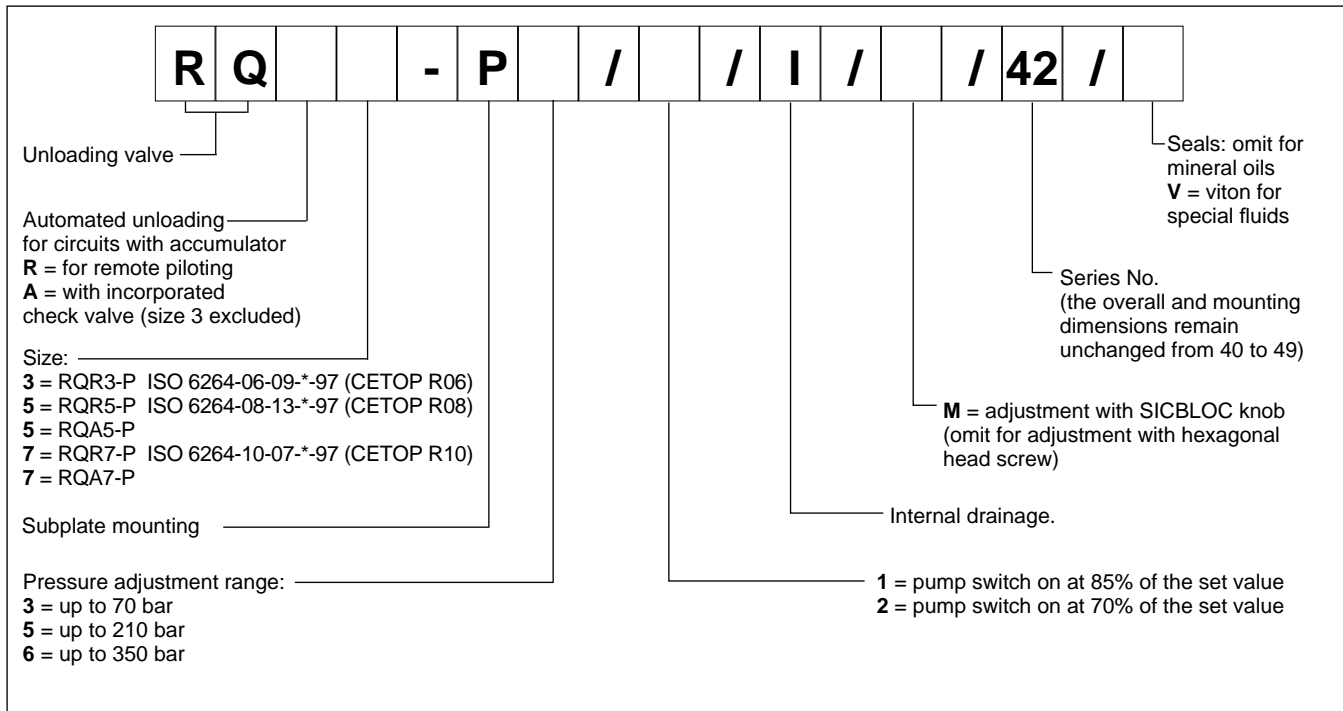 R Q - P / / I / / 42 /
Unloading valve
Automated unloading
for circuits with accumulator
R = for remote piloting
A = with incorporated
check valve (size 3 excluded)
Size:
3 = RQR3-P ISO 6264-06-09-*-97 (CETOP R06)
5 = RQR5-P ISO 6264-08-13-*-97 (CETOP R08)
5 = RQA5-P
7 = RQR7-P ISO 6264-10-07-*-97 (CETOP R10)
7 = RQA7-P
Subplate mounting
Pressure adjustment range:
3 = up to 70 bar
5 = up to 210 bar
6 = up to 350 bar
Seals: omit for
mineral oils
V = viton for
special fluids
Series No.
(the overall and mounting
dimensions remain
unchanged from 40 to 49)
M = adjustment with SICBLOC knob
(omit for adjustment with hexagonal
head screw)
Internal drainage.
1 = pump switch on at 85% of the set value
2 = pump switch on at 70% of the set value